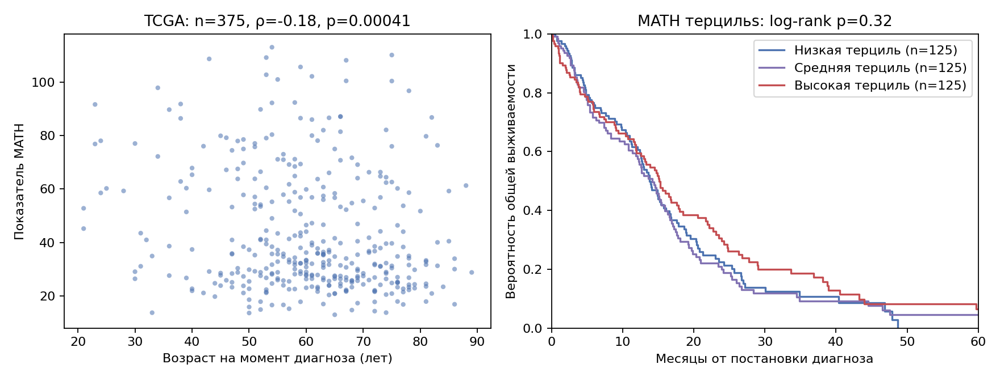 TCGA: n=375, ρ=-0.18, p=0.00041
Показатель MATH
100
80
60
40
20
20 30 40 50 60 70 80 90
Возраст на момент диагноза (лет)
MATH терцильs: log-rank p=0.32
Вероятность общей выживаемости
1.0
0.8
0.6
0.4
0.2
0.0
Низкая терциль (n=125)
Средняя терциль (n=125)
Высокая терциль (n=125)
0 10 20 30 40 50 60
Месяцы от постановки диагноза